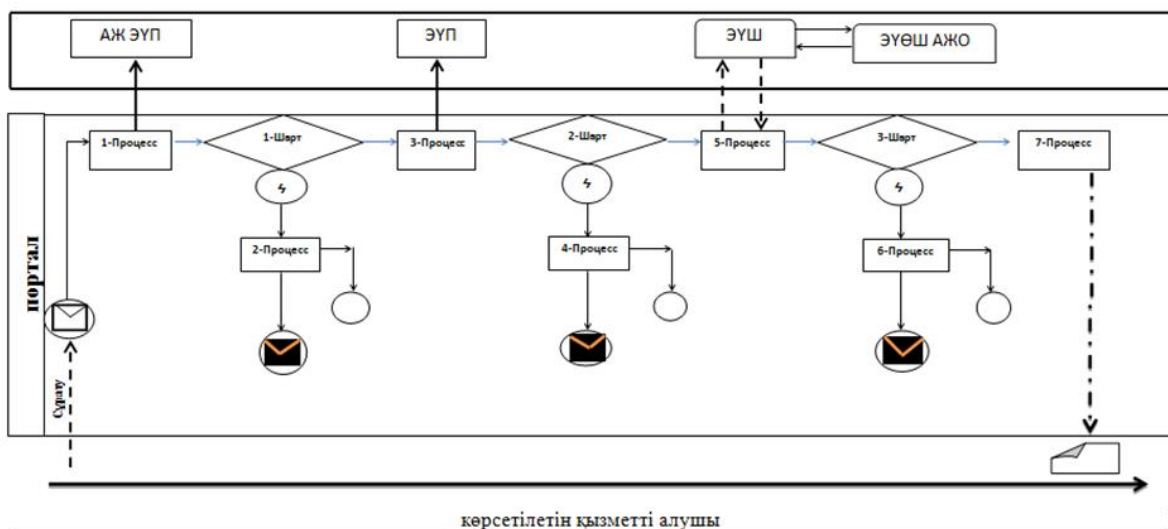 АЖ ЭҮП
ЭҮП
ЭҮШ
ЭҮӨШ АЖО
1-Процесс
1-Шарт
3-Процесс
2-Шарт
5-Процесс
3-Шарт
7-Процесс
2-Процесс
4-Процесс
6-Процесс
портал
Сұрату
көрсетілетін қызметті алушы